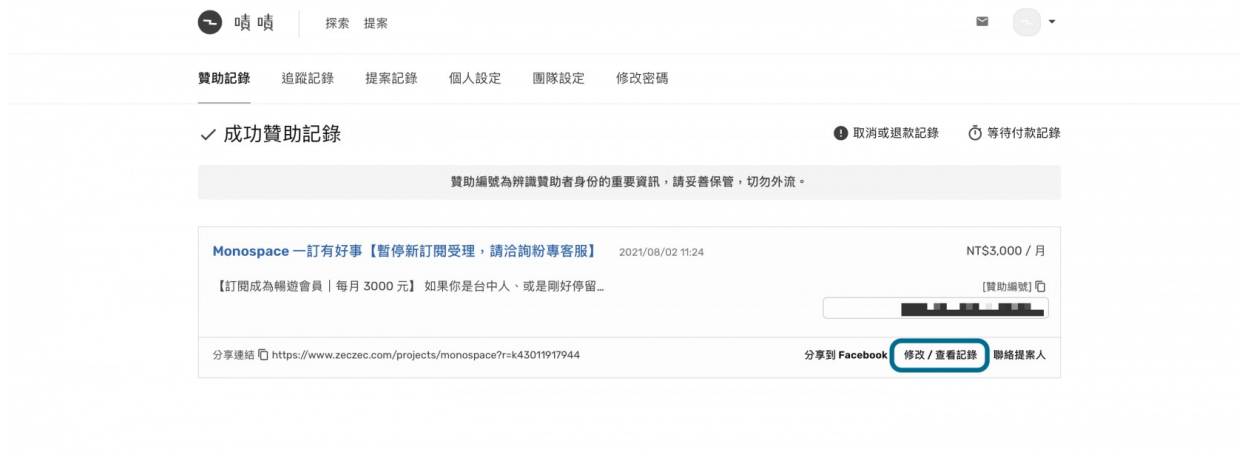 嘖嘖 探索 提案
贊助記錄 追蹤記錄 提案記錄 個人設定 團隊設定 修改密碼
成功贊助記錄 取消或退款記錄 等待付款記錄
贊助編號為辨識贊助者身份的重要資訊，請妥善保管，切勿外流。
Monospace 一訂有好事【暫停新訂閱受理，請洽詢粉專客服】 2021/08/02 11:24 NT$3,000 / 月
【訂閱成為暢遊會員｜每月 3000 元】 如果你是台中人、或是剛好停留... [贊助編號]
分享連結 https://www.zeczec.com/projects/monospace?r=k43011917944 分享到 Facebook 修改 / 查看記錄 聯絡提案人